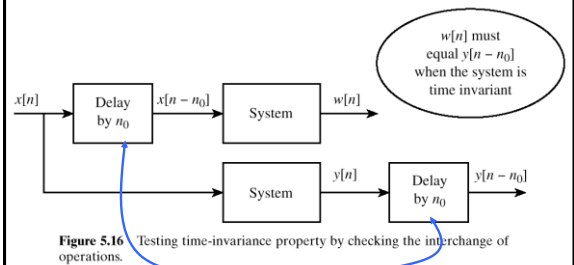 w[n] must
equal y[n − n₀]
when the system is
time invariant
x[n]
Delay
by n₀
x[n − n₀]
System
w[n]
System
y[n]
Delay
by n₀
y[n − n₀]
Figure 5.16 Testing time-invariance property by checking the interchange of
operations.